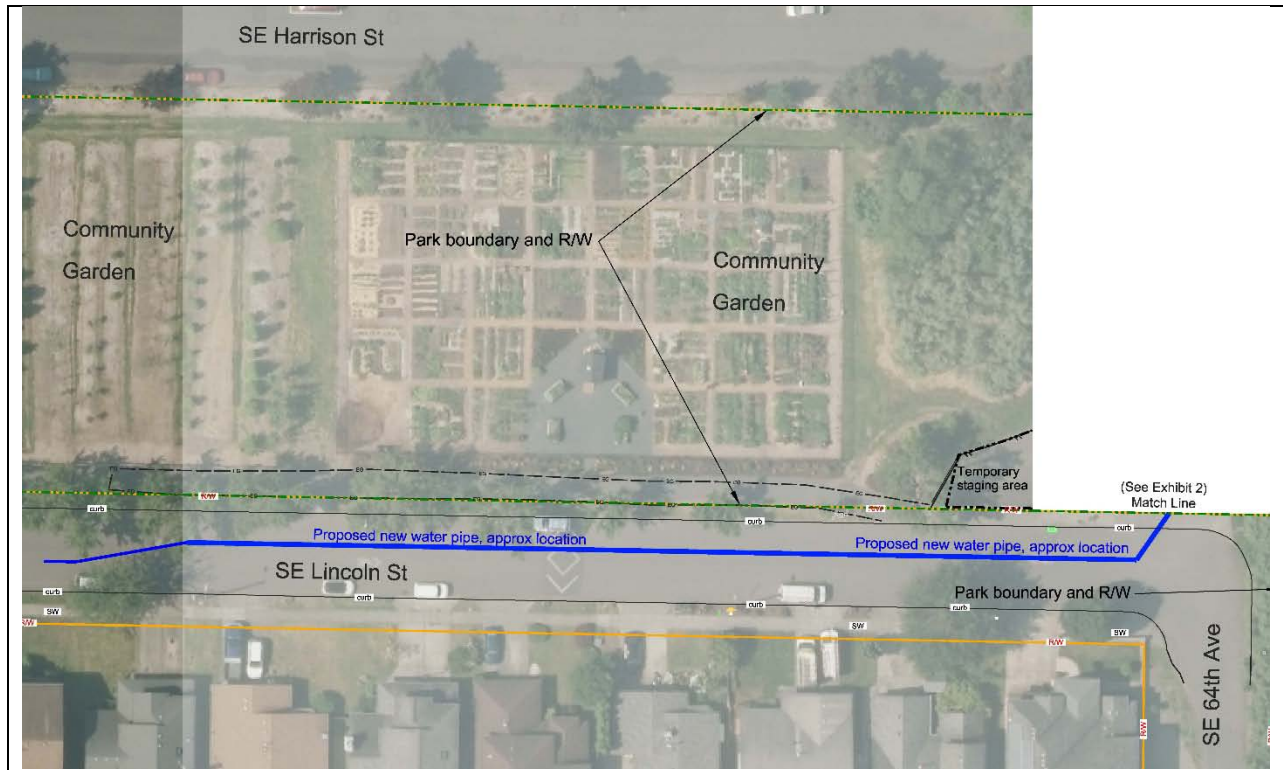 SE Harrison St
Community
Garden
Park boundary and R/W
Community
Garden
Temporary
staging area
(See Exhibit 2)
Match Line
R/W
R/W
R/W
curb
curb
curb
Proposed new water pipe, approx location
Proposed new water pipe, approx location
SE Lincoln St
Park boundary and R/W
curb
curb
curb
SW
SW
SW
R/W
R/W
R/W
SE 64th Ave